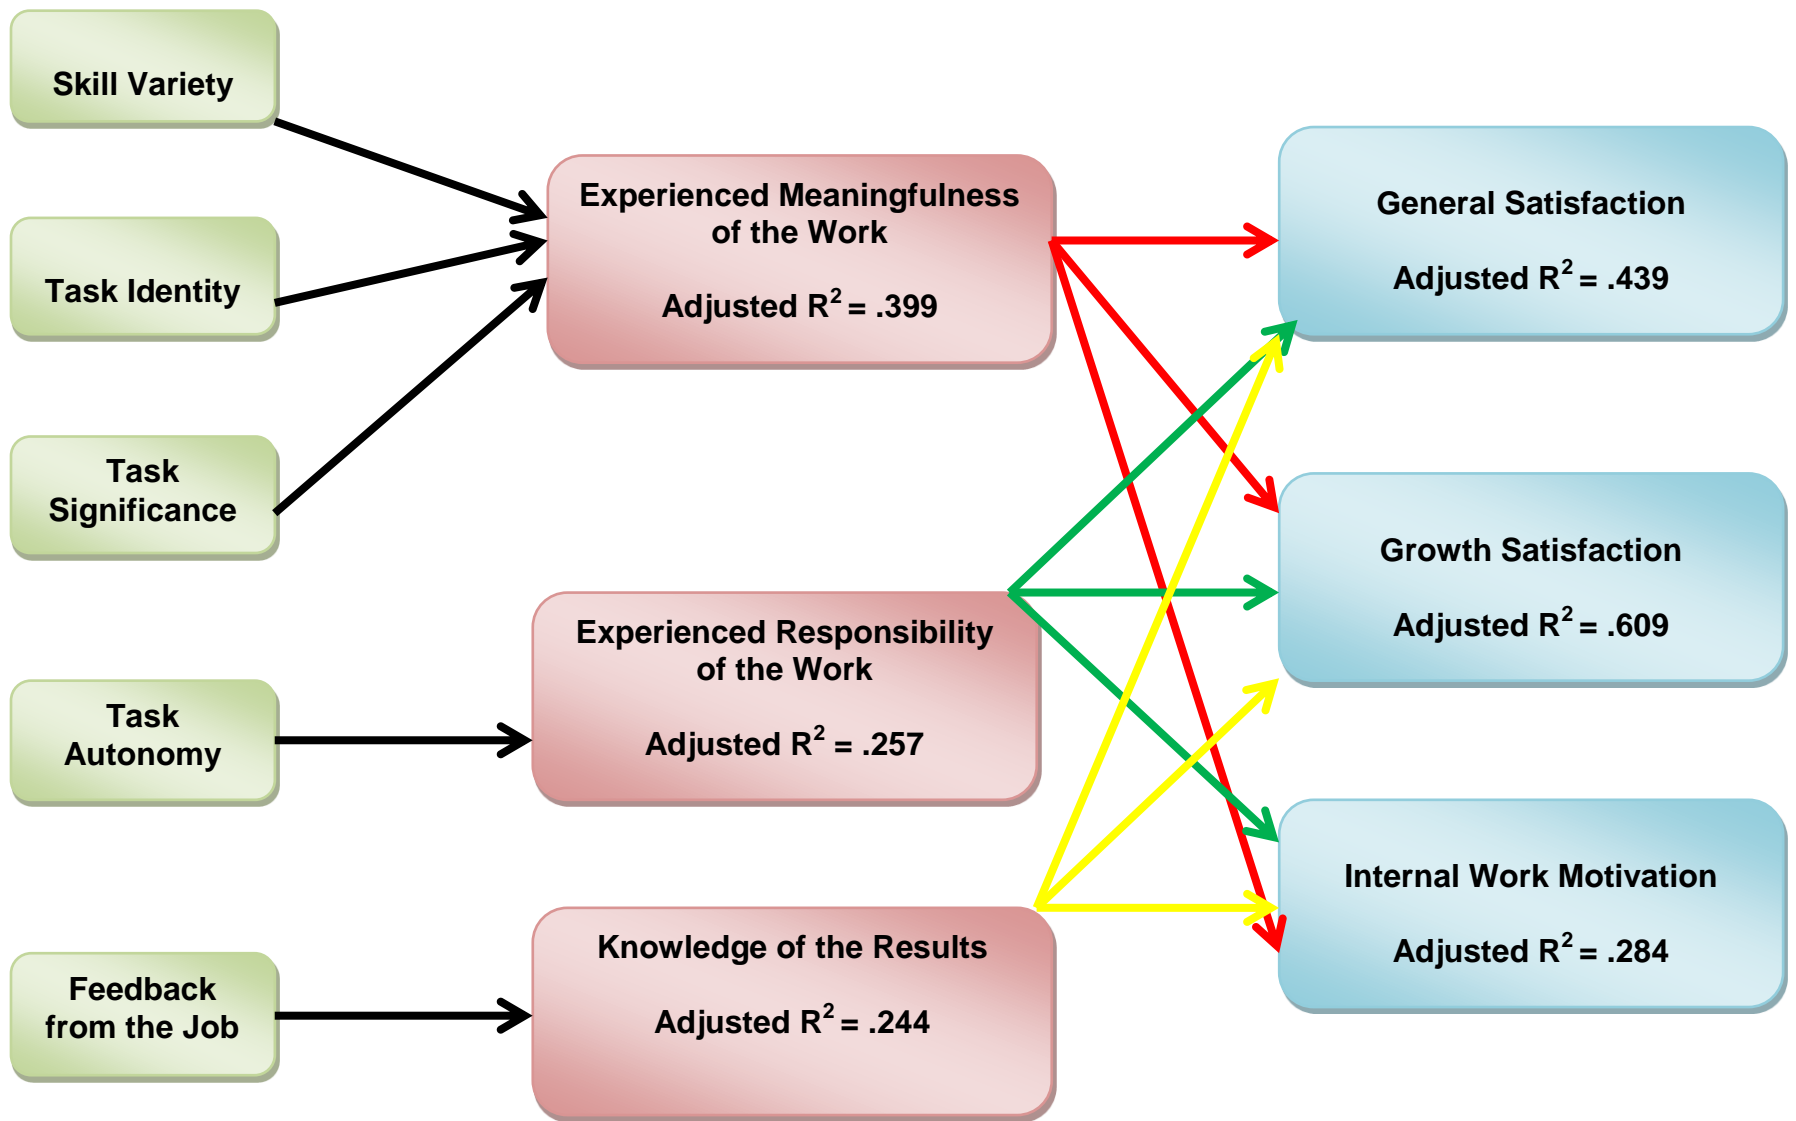 Skill Variety
Task Identity
Task
Significance
Task
Autonomy
Feedback
from the Job
Experienced Meaningfulness
of the Work
Adjusted R² = .399
Experienced Responsibility
of the Work
Adjusted R² = .257
Knowledge of the Results
Adjusted R² = .244
General Satisfaction
Adjusted R² = .439
Growth Satisfaction
Adjusted R² = .609
Internal Work Motivation
Adjusted R² = .284